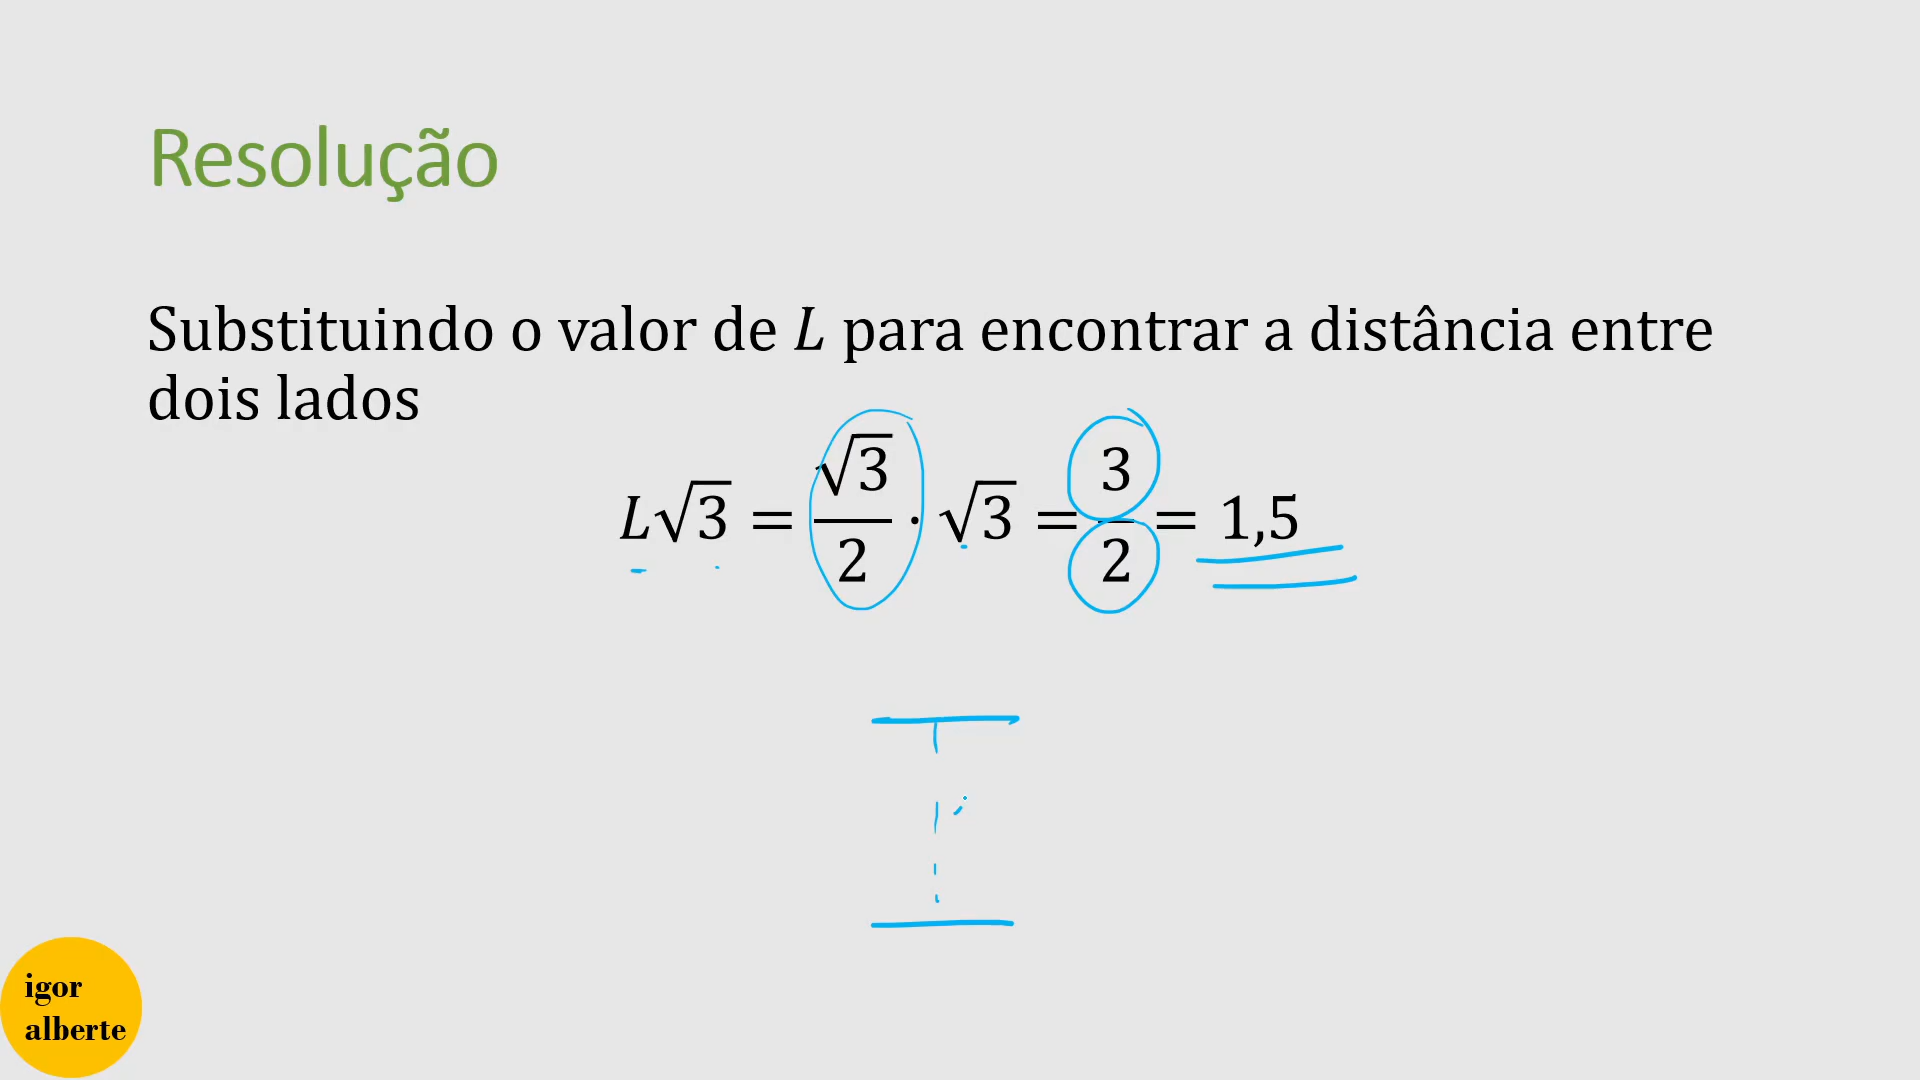 Resolução
Substituindo o valor de L para encontrar a distância entre
dois lados
L√3 = √3/2 · √3 = 3/2 = 1,5
igor
alberte